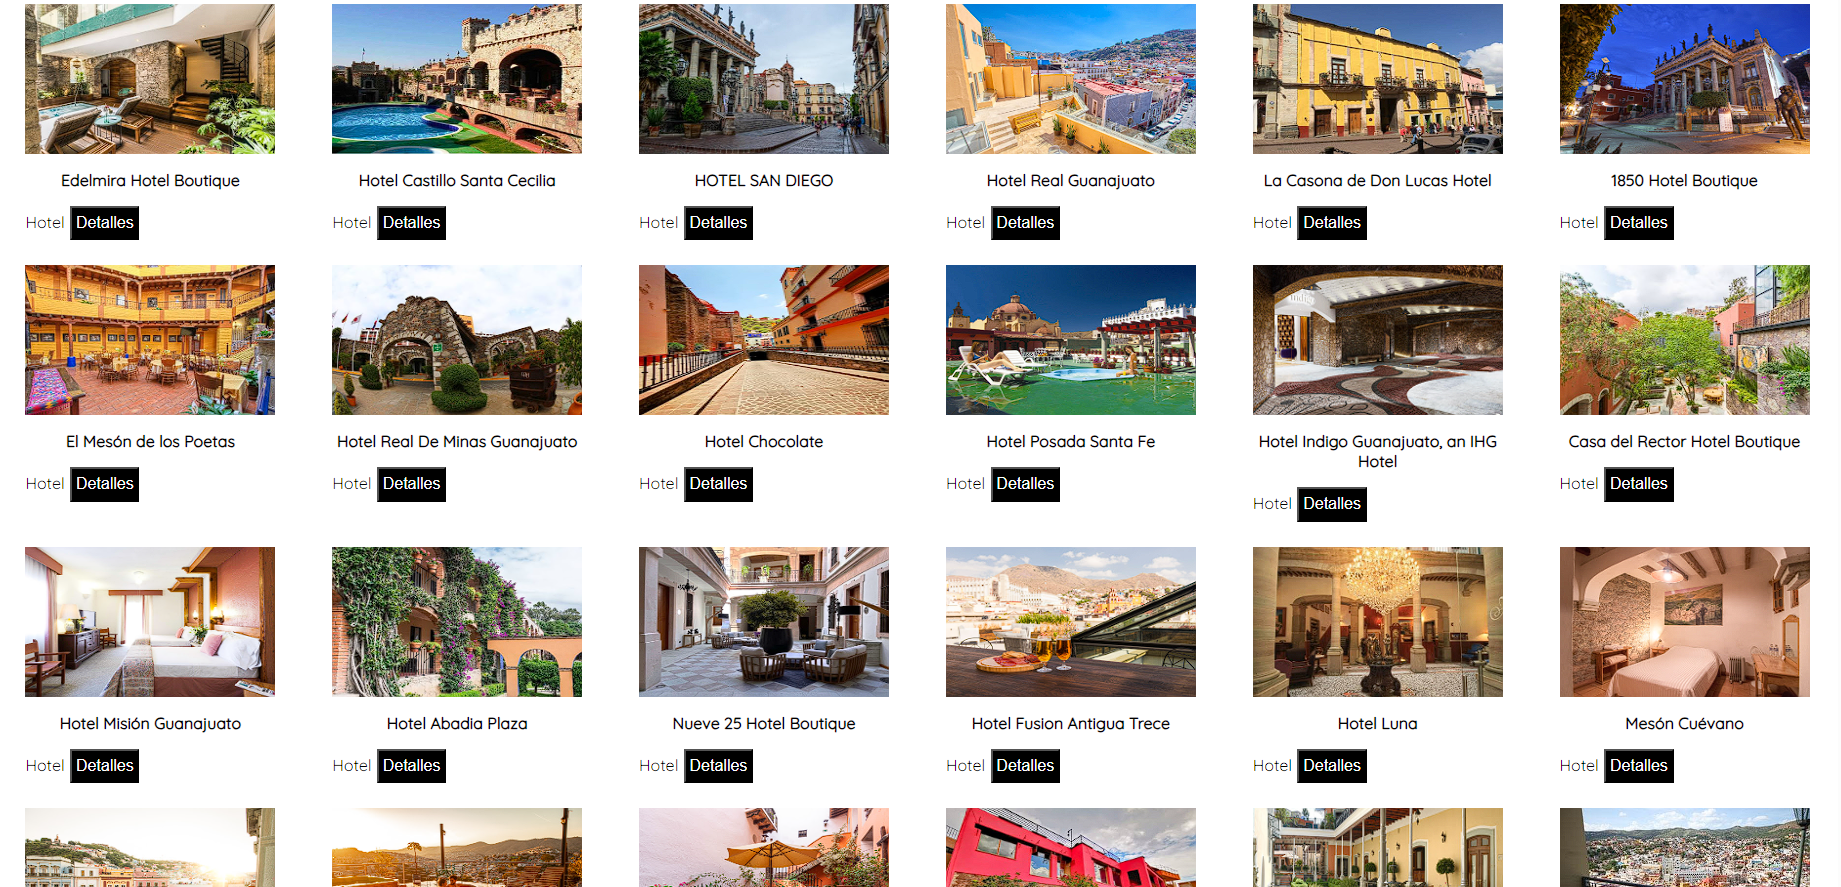 Edelmira Hotel Boutique
Hotel Castillo Santa Cecilia
HOTEL SAN DIEGO
Hotel Real Guanajuato
La Casona de Don Lucas Hotel
1850 Hotel Boutique
Hotel Detalles
Hotel Detalles
Hotel Detalles
Hotel Detalles
Hotel Detalles
Hotel Detalles
El Mesón de los Poetas
Hotel Real De Minas Guanajuato
Hotel Chocolate
Hotel Posada Santa Fe
Hotel Indigo Guanajuato, an IHG
Hotel
Casa del Rector Hotel Boutique
Hotel Detalles
Hotel Detalles
Hotel Detalles
Hotel Detalles
Hotel Detalles
Hotel Detalles
Hotel Misión Guanajuato
Hotel Abadia Plaza
Nueve 25 Hotel Boutique
Hotel Fusion Antigua Trece
Hotel Luna
Mesón Cuévano
Hotel Detalles
Hotel Detalles
Hotel Detalles
Hotel Detalles
Hotel Detalles
Hotel Detalles